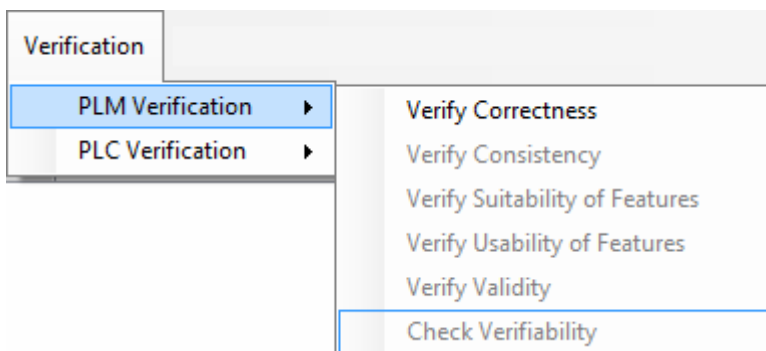 Verification
PLM Verification
PLC Verification
Verify Correctness
Verify Consistency
Verify Suitability of Features
Verify Usability of Features
Verify Validity
Check Verifiability